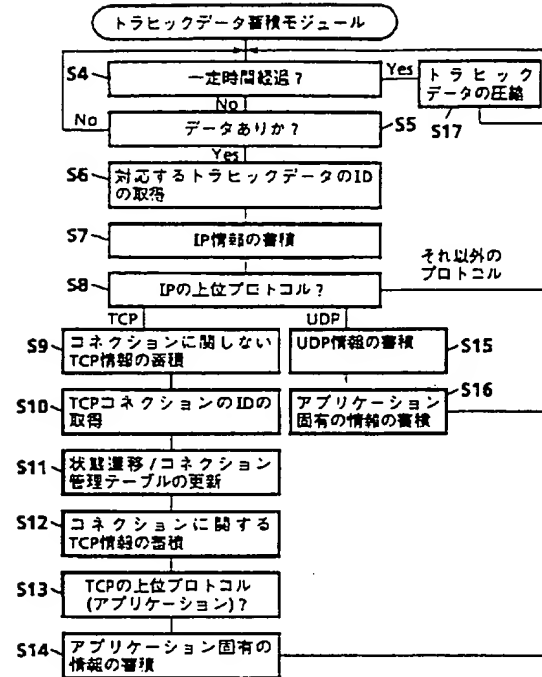 トラヒックデータ蓄積モジュール
S4
一定時間経過?
Yes
トラヒック
データの圧縮
S17
No
No
データありか?
S5
Yes
S6
対応するトラヒックデータのID
の取得
S7
IP情報の蓄積
S8
IPの上位プロトコル?
それ以外の
プロトコル
TCP
UDP
S9
コネクションに関しない
TCP情報の蓄積
UDP情報の蓄積
S15
S10
TCPコネクションのIDの
取得
アプリケーション
固有の情報の蓄積
S16
S11
状態遷移/コネクション
管理テーブルの更新
S12
コネクションに関する
TCP情報の蓄積
S13
TCPの上位プロトコル
(アプリケーション)?
S14
アプリケーション固有の
情報の蓄積